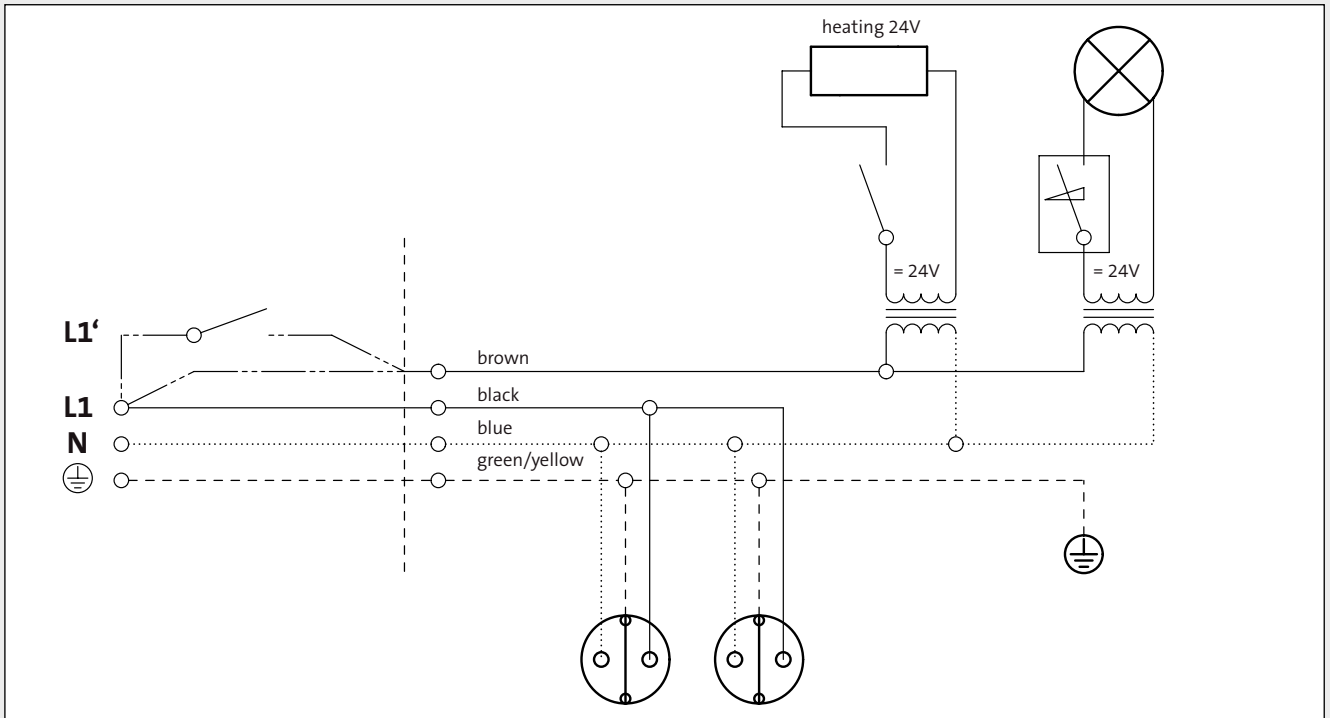 heating 24V
= 24V
= 24V
L1‘
brown
L1
black
N
blue
green/yellow